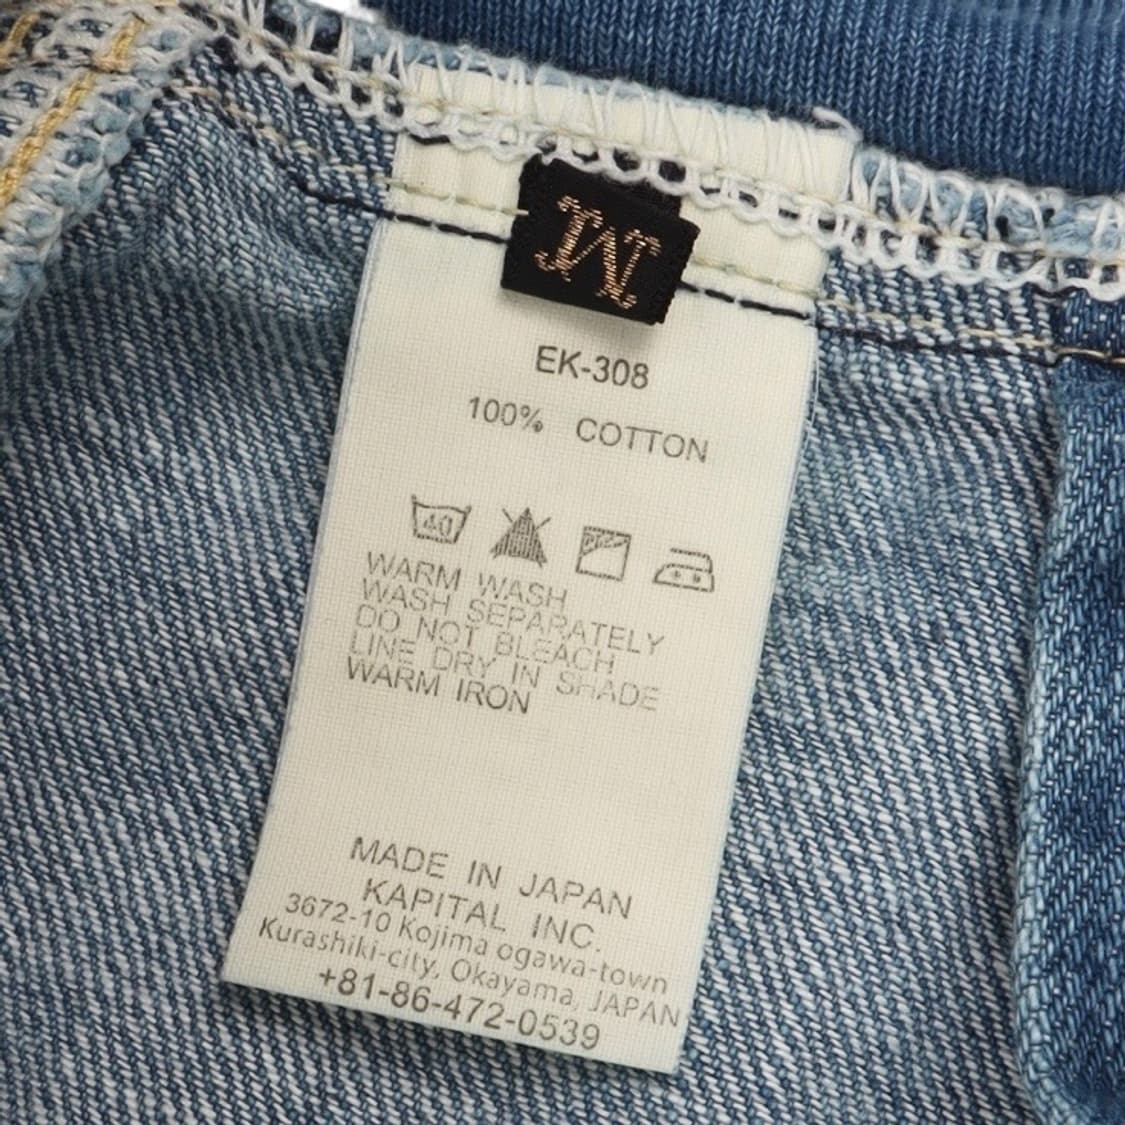 M
EK-308
100% COTTON
40
WARM WASH
WASH SEPARATELY
DO NOT BLEACH
LINE DRY IN SHADE
WARM IRON
MADE IN JAPAN
KAPITAL INC.
3672-10 Kojima ogawa-town
Kurashiki-city, Okayama, JAPAN
+81-86-472-0539